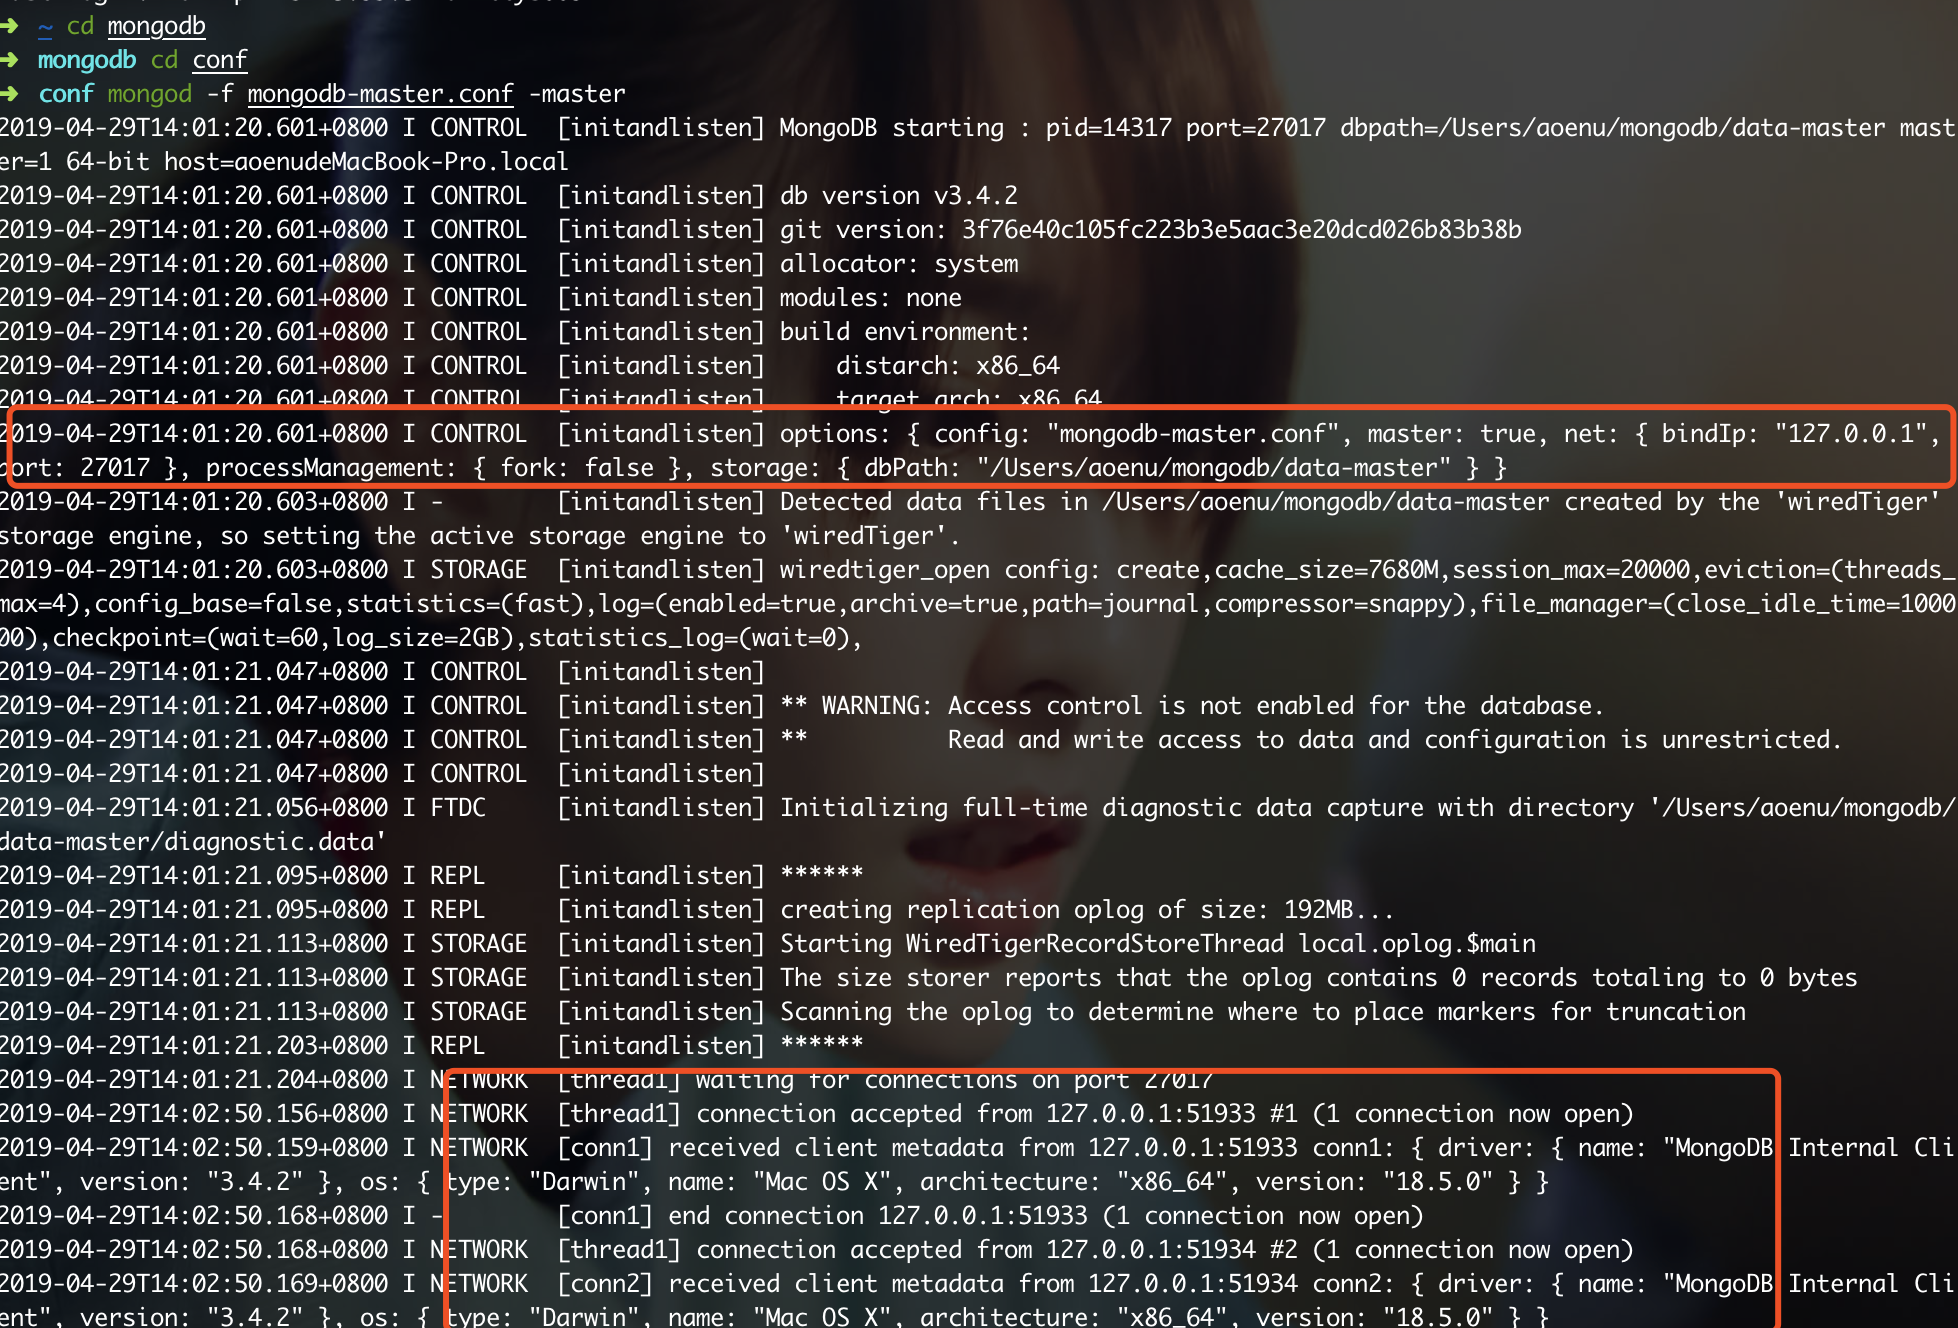 ➜ ~ cd mongodb
➜ mongodb cd conf
➜ conf mongod -f mongodb-master.conf -master
2019-04-29T14:01:20.601+0800 I CONTROL  [initandlisten] MongoDB starting : pid=14317 port=27017 dbpath=/Users/aoenu/mongodb/data-master mast
er=1 64-bit host=aoenudeMacBook-Pro.local
2019-04-29T14:01:20.601+0800 I CONTROL  [initandlisten] db version v3.4.2
2019-04-29T14:01:20.601+0800 I CONTROL  [initandlisten] git version: 3f76e40c105fc223b3e5aac3e20dcd026b83b38b
2019-04-29T14:01:20.601+0800 I CONTROL  [initandlisten] allocator: system
2019-04-29T14:01:20.601+0800 I CONTROL  [initandlisten] modules: none
2019-04-29T14:01:20.601+0800 I CONTROL  [initandlisten] build environment:
2019-04-29T14:01:20.601+0800 I CONTROL  [initandlisten]     distarch: x86_64
2019-04-29T14:01:20.601+0800 I CONTROL  [initandlisten]     target_arch: x86_64
2019-04-29T14:01:20.601+0800 I CONTROL  [initandlisten] options: { config: "mongodb-master.conf", master: true, net: { bindIp: "127.0.0.1",
port: 27017 }, processManagement: { fork: false }, storage: { dbPath: "/Users/aoenu/mongodb/data-master" } }
2019-04-29T14:01:20.603+0800 I -        [initandlisten] Detected data files in /Users/aoenu/mongodb/data-master created by the 'wiredTiger'
storage engine, so setting the active storage engine to 'wiredTiger'.
2019-04-29T14:01:20.603+0800 I STORAGE  [initandlisten] wiredtiger_open config: create,cache_size=7680M,session_max=20000,eviction=(threads_
max=4),config_base=false,statistics=(fast),log=(enabled=true,archive=true,path=journal,compressor=snappy),file_manager=(close_idle_time=1000
00),checkpoint=(wait=60,log_size=2GB),statistics_log=(wait=0),
2019-04-29T14:01:21.047+0800 I CONTROL  [initandlisten]
2019-04-29T14:01:21.047+0800 I CONTROL  [initandlisten] ** WARNING: Access control is not enabled for the database.
2019-04-29T14:01:21.047+0800 I CONTROL  [initandlisten] **          Read and write access to data and configuration is unrestricted.
2019-04-29T14:01:21.047+0800 I CONTROL  [initandlisten]
2019-04-29T14:01:21.056+0800 I FTDC     [initandlisten] Initializing full-time diagnostic data capture with directory '/Users/aoenu/mongodb/
data-master/diagnostic.data'
2019-04-29T14:01:21.095+0800 I REPL     [initandlisten] ******
2019-04-29T14:01:21.095+0800 I REPL     [initandlisten] creating replication oplog of size: 192MB...
2019-04-29T14:01:21.113+0800 I STORAGE  [initandlisten] Starting WiredTigerRecordStoreThread local.oplog.$main
2019-04-29T14:01:21.113+0800 I STORAGE  [initandlisten] The size storer reports that the oplog contains 0 records totaling to 0 bytes
2019-04-29T14:01:21.113+0800 I STORAGE  [initandlisten] Scanning the oplog to determine where to place markers for truncation
2019-04-29T14:01:21.203+0800 I REPL     [initandlisten] ******
2019-04-29T14:01:21.204+0800 I NETWORK  [thread1] waiting for connections on port 27017
2019-04-29T14:02:50.156+0800 I NETWORK  [thread1] connection accepted from 127.0.0.1:51933 #1 (1 connection now open)
2019-04-29T14:02:50.159+0800 I NETWORK  [conn1] received client metadata from 127.0.0.1:51933 conn1: { driver: { name: "MongoDB Internal Cli
ent", version: "3.4.2" }, os: { type: "Darwin", name: "Mac OS X", architecture: "x86_64", version: "18.5.0" } }
2019-04-29T14:02:50.168+0800 I -        [conn1] end connection 127.0.0.1:51933 (1 connection now open)
2019-04-29T14:02:50.168+0800 I NETWORK  [thread1] connection accepted from 127.0.0.1:51934 #2 (1 connection now open)
2019-04-29T14:02:50.169+0800 I NETWORK  [conn2] received client metadata from 127.0.0.1:51934 conn2: { driver: { name: "MongoDB Internal Cli
ent", version: "3.4.2" }, os: { type: "Darwin", name: "Mac OS X", architecture: "x86_64", version: "18.5.0" } }